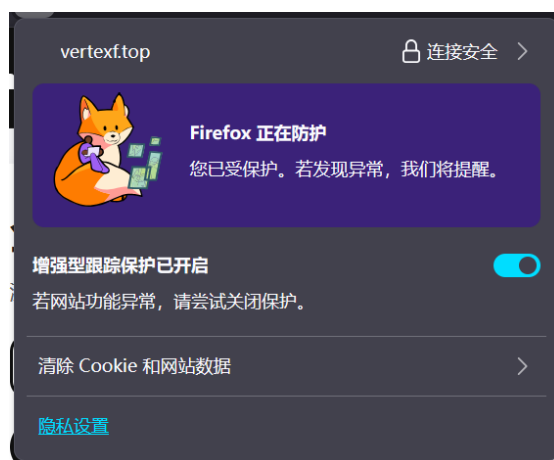 vertexf.top
连接安全
Firefox 正在防护
您已受保护。若发现异常，我们将提醒。
增强型跟踪保护已开启
若网站功能异常，请尝试关闭保护。
清除 Cookie 和网站数据
隐私设置